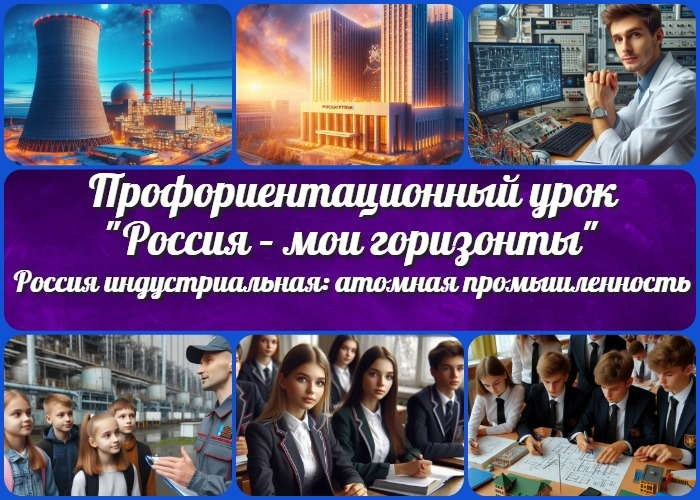 Профориентационный урок
"Россия – мои горизонты"
Россия индустриальная: атомная промышленность